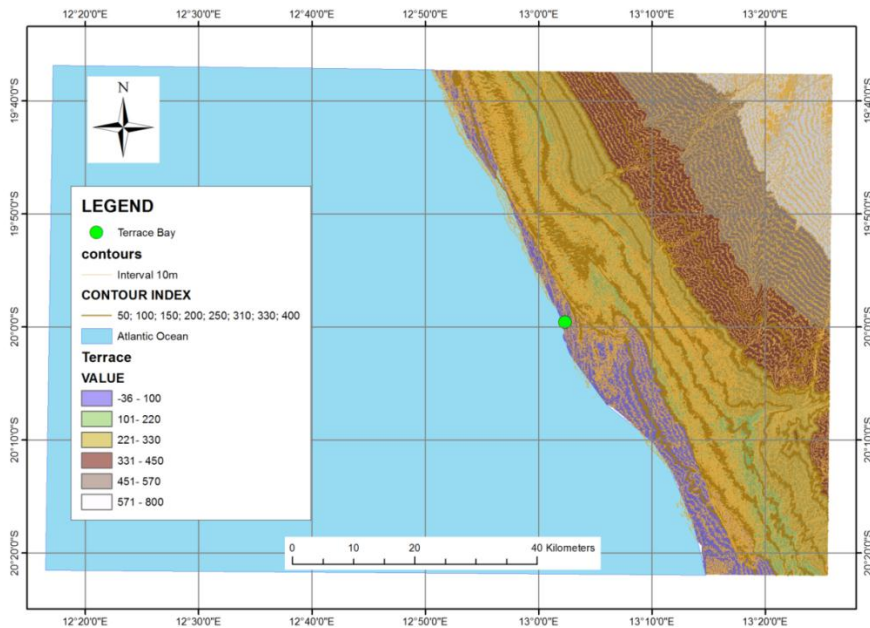 12°20'0"E 12°30'0"E 12°40'0"E 12°50'0"E 13°0'0"E 13°10'0"E 13°20'0"E
N
19°40'0"S 19°40'0"S
LEGEND
Terrace Bay
contours
Interval 10m
CONTOUR INDEX
50; 100; 150; 200; 250; 310; 330; 400
Atlantic Ocean
Terrace
VALUE
-36 - 100
101- 220
221- 330
331 - 450
451- 570
571 - 800
19°50'0"S 19°50'0"S
20°0'0"S 20°0'0"S
20°10'0"S 20°10'0"S
20°20'0"S 20°20'0"S
0 10 20 40 Kilometers
12°20'0"E 12°30'0"E 12°40'0"E 12°50'0"E 13°0'0"E 13°10'0"E 13°20'0"E